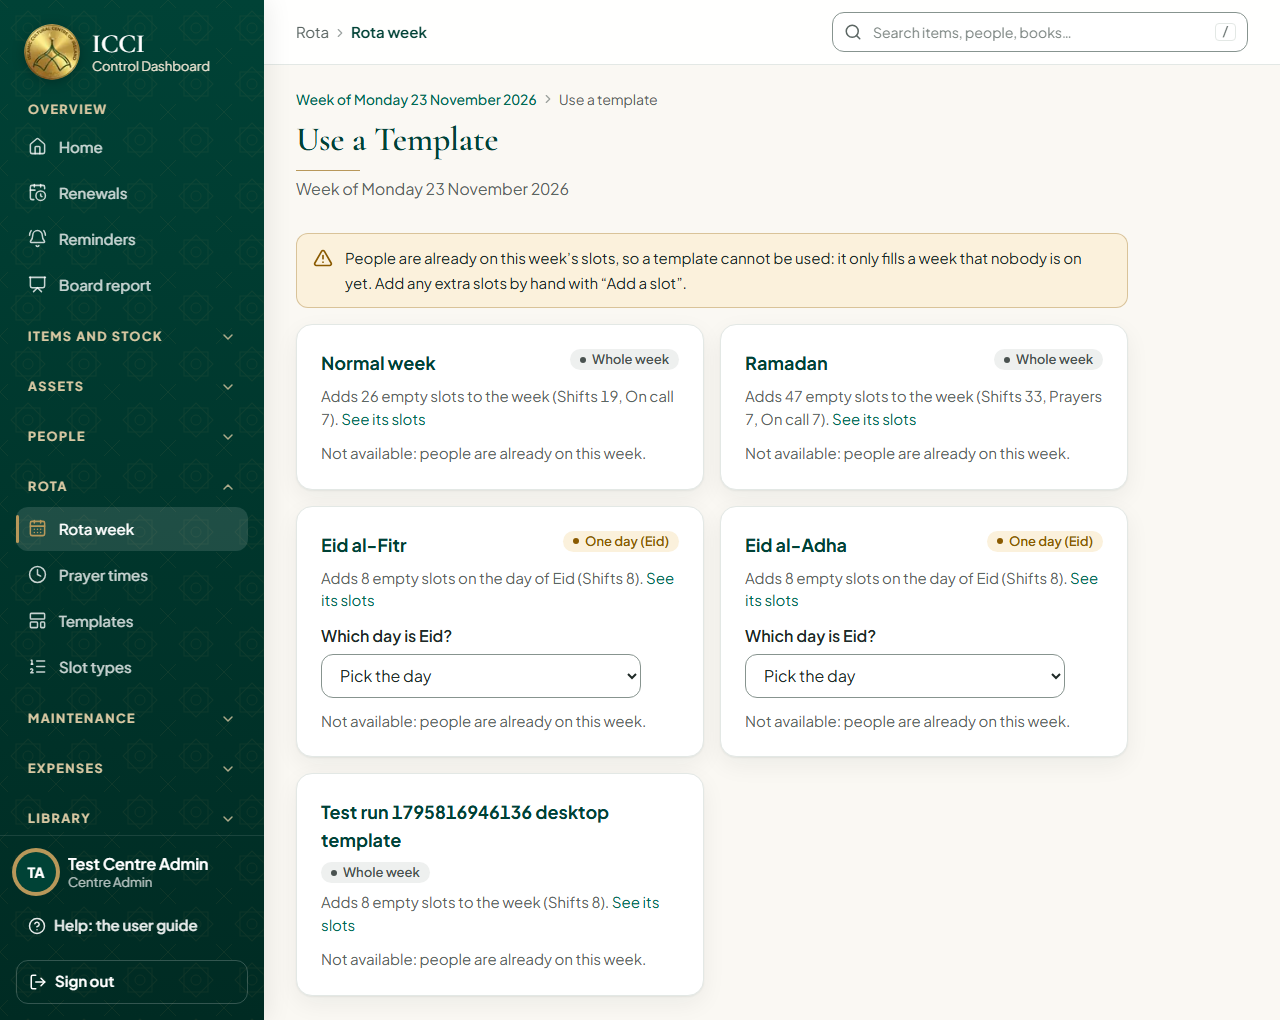 ICCI
Control Dashboard
OVERVIEW
Home
Renewals
Reminders
Board report
ITEMS AND STOCK
ASSETS
PEOPLE
ROTA
Rota week
Prayer times
Templates
Slot types
MAINTENANCE
EXPENSES
LIBRARY
TA
Test Centre Admin
Centre Admin
Help: the user guide
Sign out
Rota > Rota week
Search items, people, books…
/
Week of Monday 23 November 2026 > Use a template
Use a Template
Week of Monday 23 November 2026
People are already on this week's slots, so a template cannot be used: it only fills a week that nobody is on
yet. Add any extra slots by hand with “Add a slot”.
Normal week
Whole week
Adds 26 empty slots to the week (Shifts 19, On call
7). See its slots
Not available: people are already on this week.
Ramadan
Whole week
Adds 47 empty slots to the week (Shifts 33, Prayers
7, On call 7). See its slots
Not available: people are already on this week.
Eid al-Fitr
One day (Eid)
Adds 8 empty slots on the day of Eid (Shifts 8). See
its slots
Which day is Eid?
Pick the day
Not available: people are already on this week.
Eid al-Adha
One day (Eid)
Adds 8 empty slots on the day of Eid (Shifts 8). See
its slots
Which day is Eid?
Pick the day
Not available: people are already on this week.
Test run 1795816946136 desktop
template
Whole week
Adds 8 empty slots to the week (Shifts 8). See its
slots
Not available: people are already on this week.